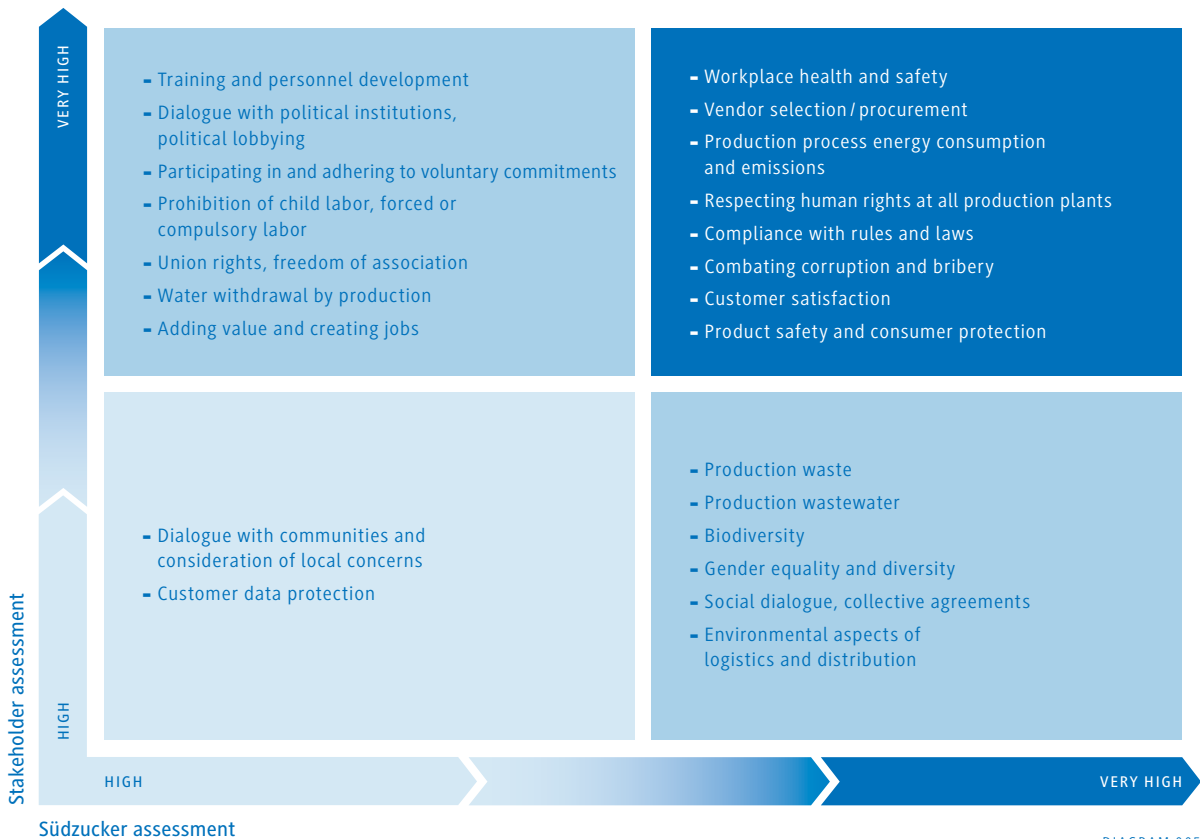 VERY HIGH
- Training and personnel development
- Dialogue with political institutions,
political lobbying
- Participating in and adhering to voluntary commitments
- Prohibition of child labor, forced or
compulsory labor
- Union rights, freedom of association
- Water withdrawal by production
- Adding value and creating jobs
- Workplace health and safety
- Vendor selection / procurement
- Production process energy consumption
and emissions
- Respecting human rights at all production plants
- Compliance with rules and laws
- Combating corruption and bribery
- Customer satisfaction
- Product safety and consumer protection
- Dialogue with communities and
consideration of local concerns
- Customer data protection
- Production waste
- Production wastewater
- Biodiversity
- Gender equality and diversity
- Social dialogue, collective agreements
- Environmental aspects of
logistics and distribution
Stakeholder assessment
HIGH
HIGH
VERY HIGH
Südzucker assessment